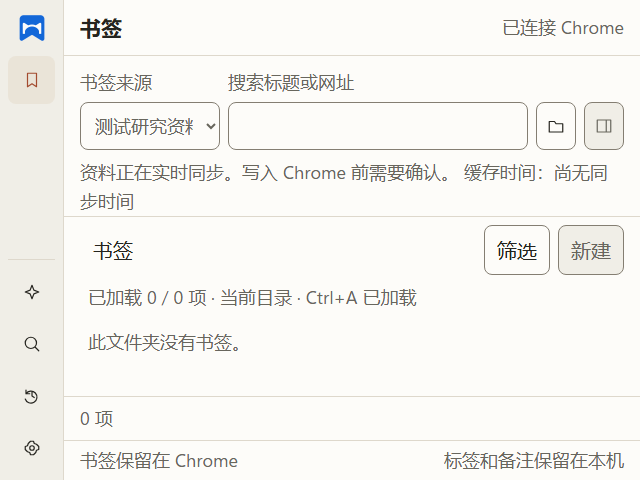 书签
已连接 Chrome
书签来源
搜索标题或网址
测试研究资料
资料正在实时同步。写入 Chrome 前需要确认。 缓存时间：尚无同
步时间
书签
筛选
新建
已加载 0 / 0 项 · 当前目录 · Ctrl+A 已加载
此文件夹没有书签。
0 项
书签保留在 Chrome
标签和备注保留在本机